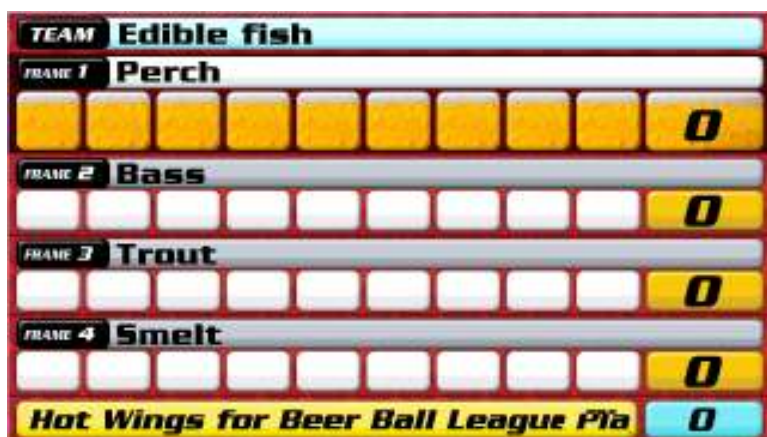 TEAM Edible fish
FRAME 1 Perch
0
FRAME 2 Bass
0
FRAME 3 Trout
0
FRAME 4 Smelt
0
Hot Wings for Beer Ball League 0